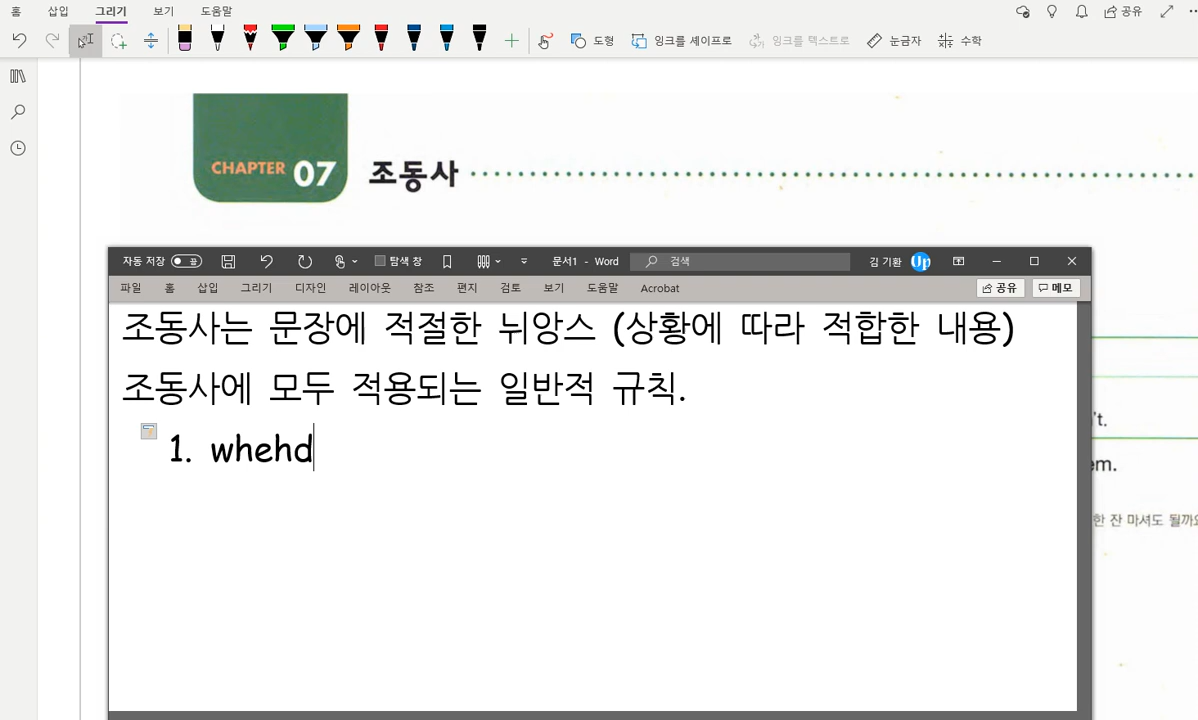 홈 삽입 그리기 보기 도움말 공유
도형 잉크를 셰이프로 잉크를 텍스트로 눈금자 수학
CHAPTER 07 조동사
자동 저장 끔 탐색 창 문서1 - Word 검색 김 기환 Up
파일 홈 삽입 그리기 디자인 레이아웃 참조 편지 검토 보기 도움말 Acrobat 공유 메모
조동사는 문장에 적절한 뉘앙스 (상황에 따라 적합한 내용)
조동사에 모두 적용되는 일반적 규칙.
1. whehd
't.
em.
한 잔 마셔도 될까요